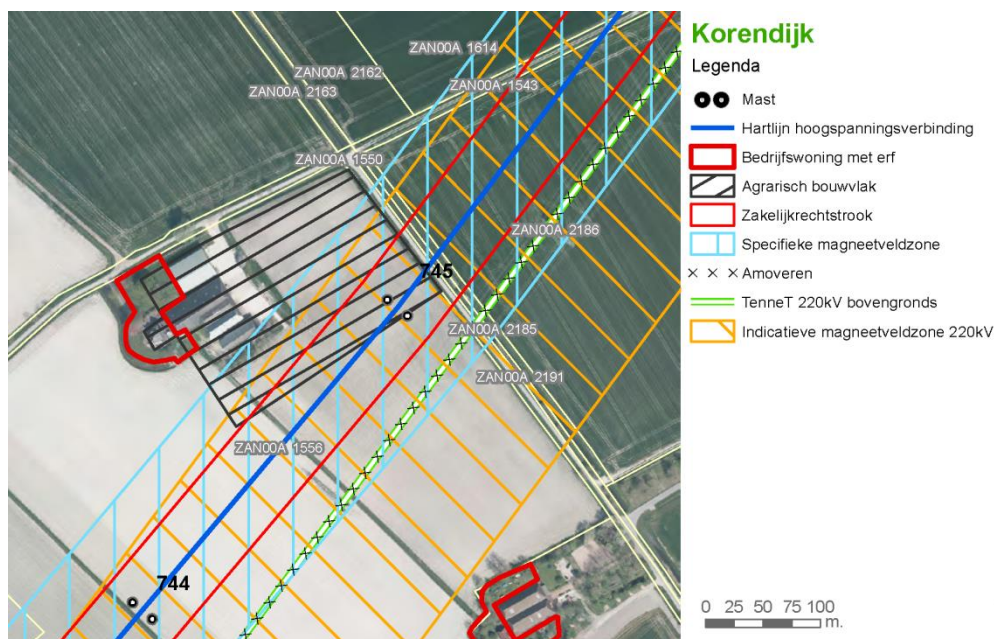 ZAN00A 1614
ZAN00A 2162
ZAN00A 1543
ZAN00A 2163
ZAN00A 1550
ZAN00A 2186
745
ZAN00A 2185
ZAN00A 2191
ZAN00A 1556
744
Korendijk
Legenda
Mast
Hartlijn hoogspanningsverbinding
Bedrijfswoning met erf
Agrarisch bouwvlak
Zakelijkrechtstrook
Specifieke magneetveldzone
Amoveren
TenneT 220kV bovengronds
Indicatieve magneetveldzone 220kV
0 25 50 75 100
m.